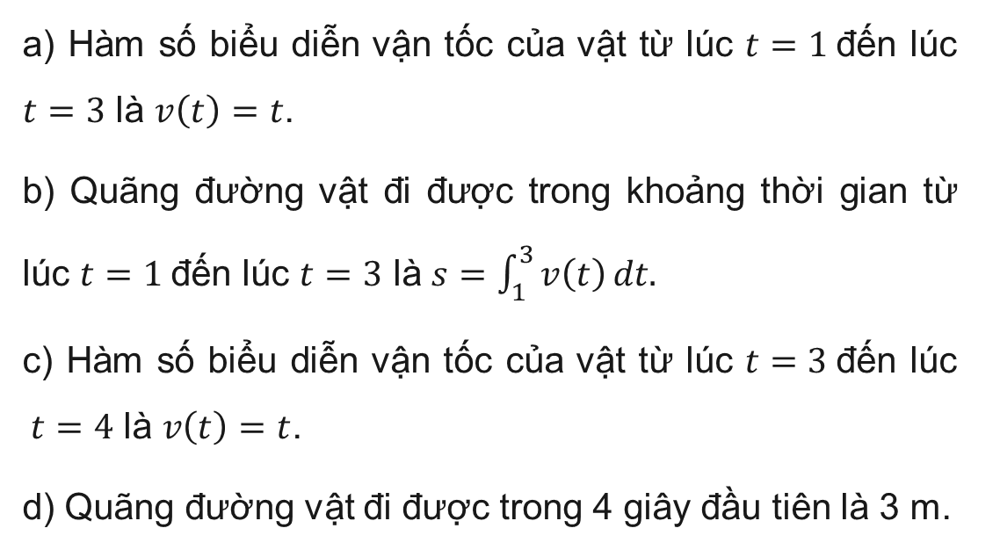 a) Hàm số biểu diễn vận tốc của vật từ lúc t = 1 đến lúc
t = 3 là v(t) = t.
b) Quãng đường vật đi được trong khoảng thời gian từ
lúc t = 1 đến lúc t = 3 là s = ∫₁³ v(t) dt.
c) Hàm số biểu diễn vận tốc của vật từ lúc t = 3 đến lúc
t = 4 là v(t) = t.
d) Quãng đường vật đi được trong 4 giây đầu tiên là 3 m.